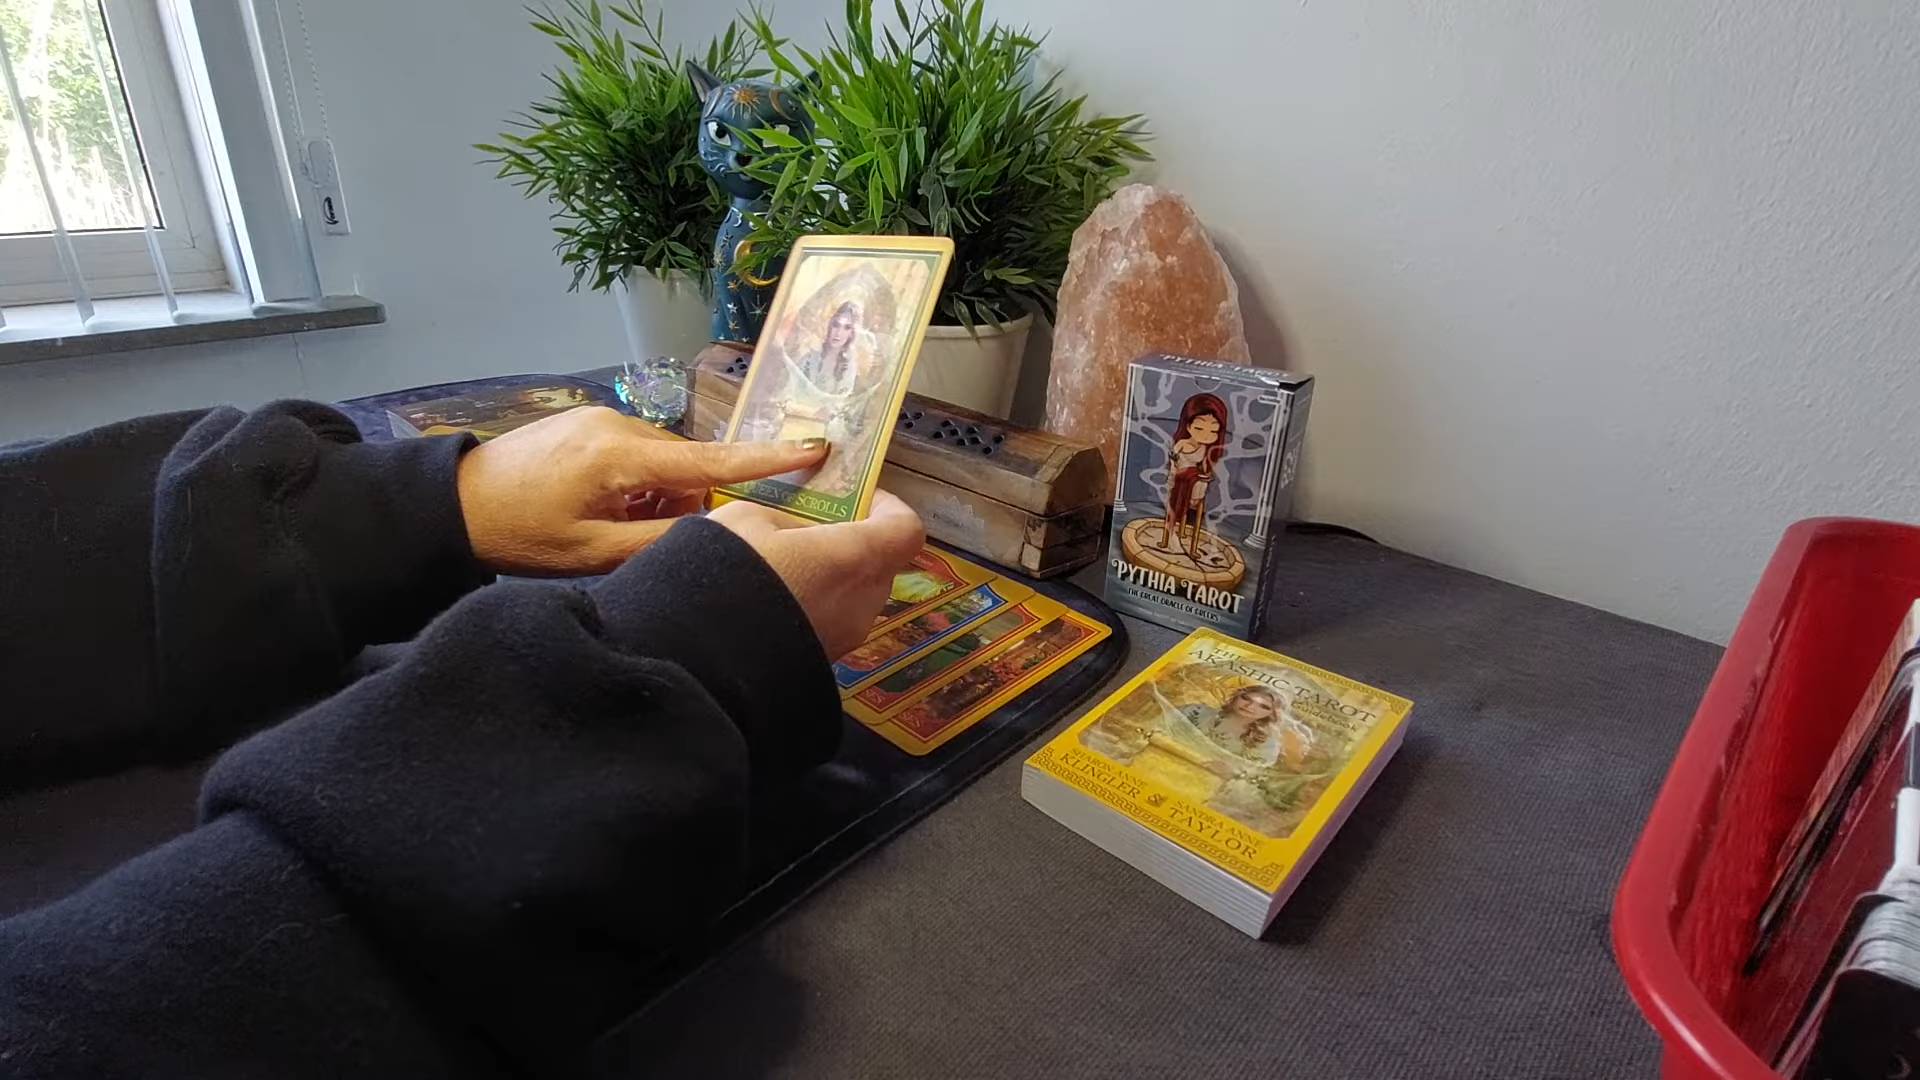 QUEEN OF SCROLLS
PYTHIA TAROT
PYTHIA TAROT
THE GREAT ORACLE OF GREEKS
THE
AKASHIC TAROT
Guidebook
SHARON ANNE
KLINGLER
&
SANDRA ANNE
TAYLOR